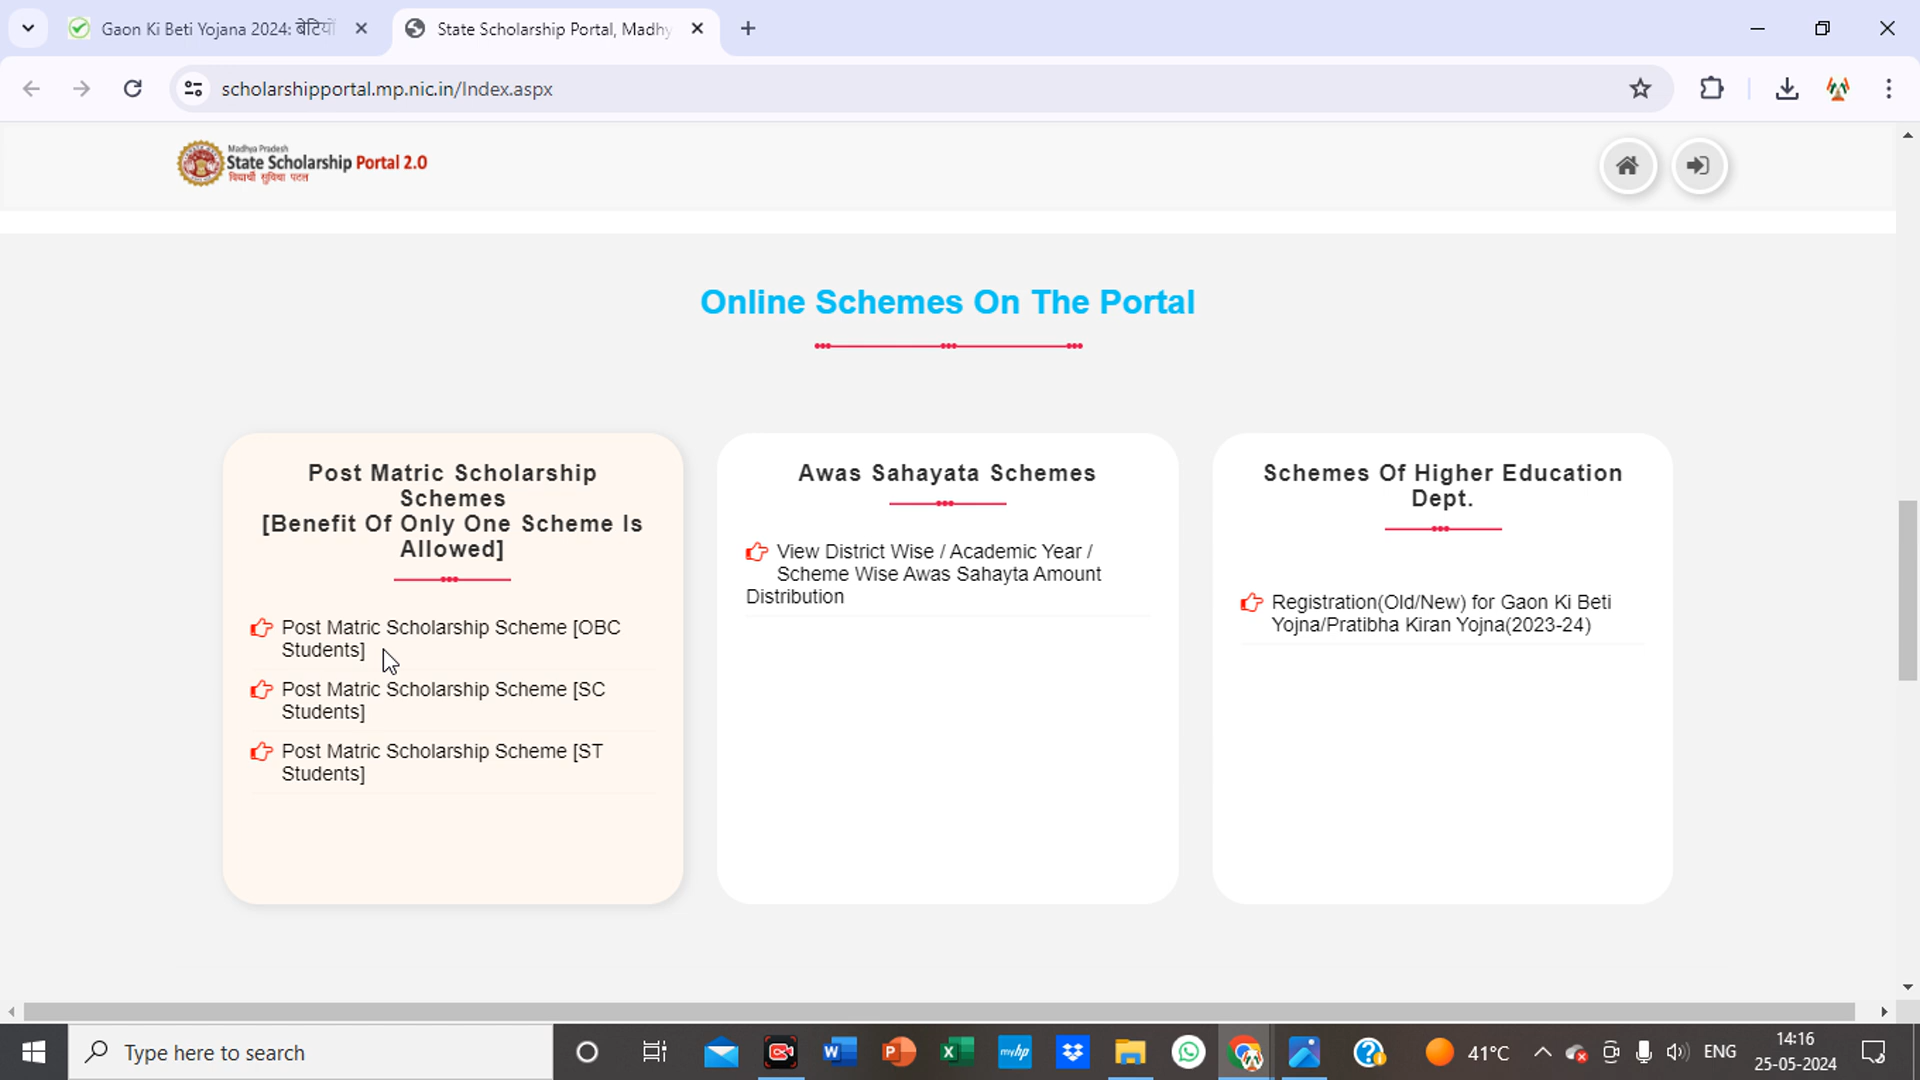 Gaon Ki Beti Yojana 2024: बेटियों
State Scholarship Portal, Madhy
scholarshipportal.mp.nic.in/Index.aspx
Madhya Pradesh
State Scholarship Portal 2.0
विद्यार्थी सुविधा पटल
Online Schemes On The Portal
Post Matric Scholarship
Schemes
[Benefit Of Only One Scheme Is
Allowed]
Post Matric Scholarship Scheme [OBC
Students]
Post Matric Scholarship Scheme [SC
Students]
Post Matric Scholarship Scheme [ST
Students]
Awas Sahayata Schemes
View District Wise / Academic Year /
Scheme Wise Awas Sahayta Amount
Distribution
Schemes Of Higher Education
Dept.
Registration(Old/New) for Gaon Ki Beti
Yojna/Pratibha Kiran Yojna(2023-24)
Type here to search
myhp
41°C
ENG
14:16
25-05-2024